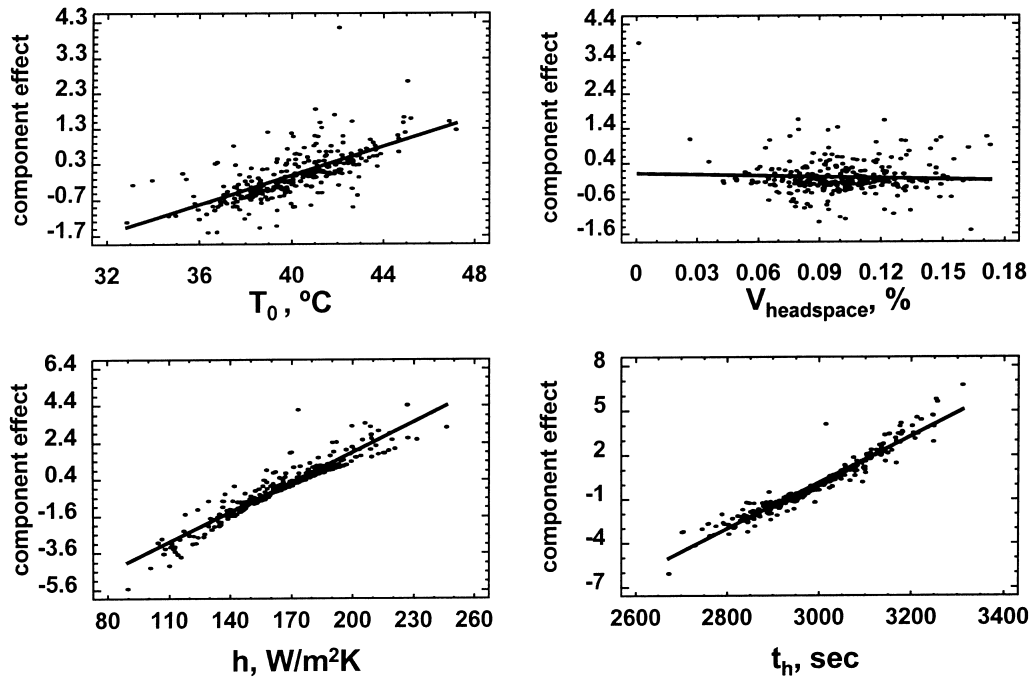 component effect
4.3
3.3
2.3
1.3
0.3
-0.7
-1.7
32 36 40 44 48
T₀ , ºC
component effect
4.4
3.4
2.4
1.4
0.4
-0.6
-1.6
0 0.03 0.06 0.09 0.12 0.15 0.18
Vheadspace, %
component effect
6.4
4.4
2.4
0.4
-1.6
-3.6
-5.6
80 110 140 170 200 230 260
h, W/m²K
component effect
8
5
2
-1
-4
-7
2600 2800 3000 3200 3400
tₕ, sec